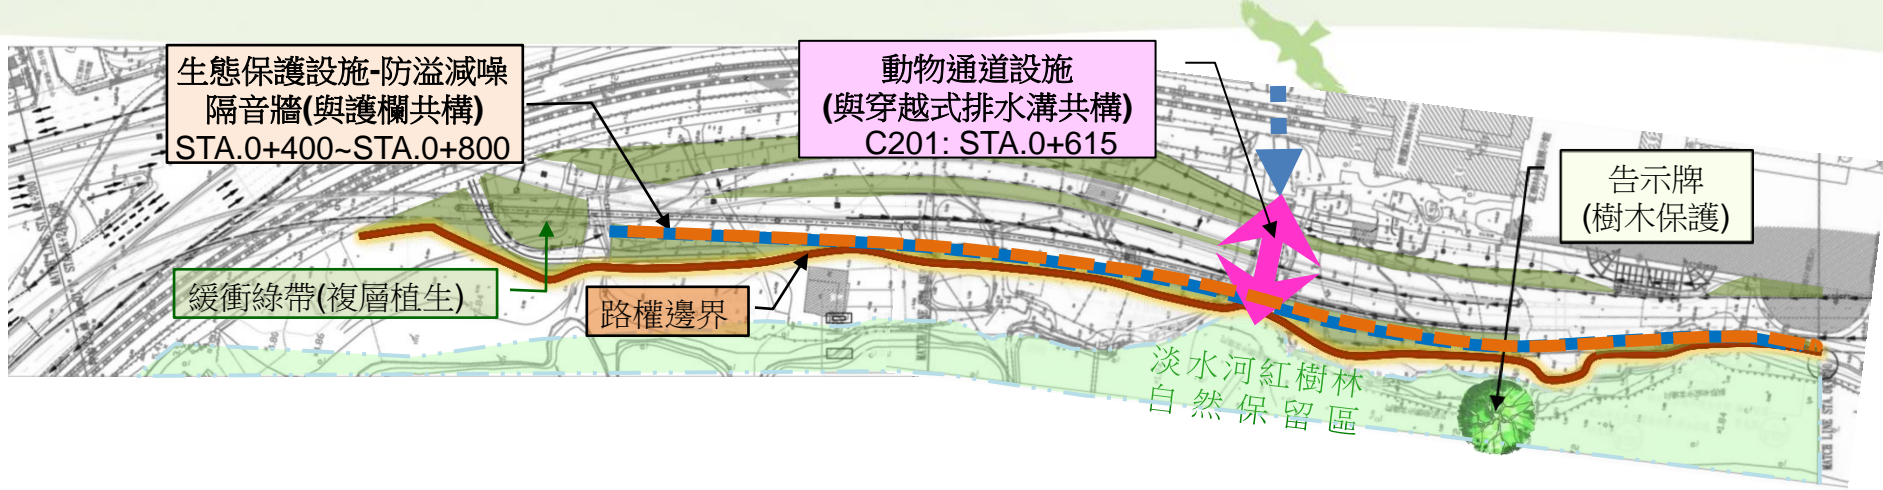 生態保護設施-防溢減噪
隔音牆(與護欄共構)
STA.0+400~STA.0+800
動物通道設施
(與穿越式排水溝共構)
C201: STA.0+615
告示牌
(樹木保護)
緩衝綠帶(複層植生)
路權邊界
淡水河紅樹林
自然保留區